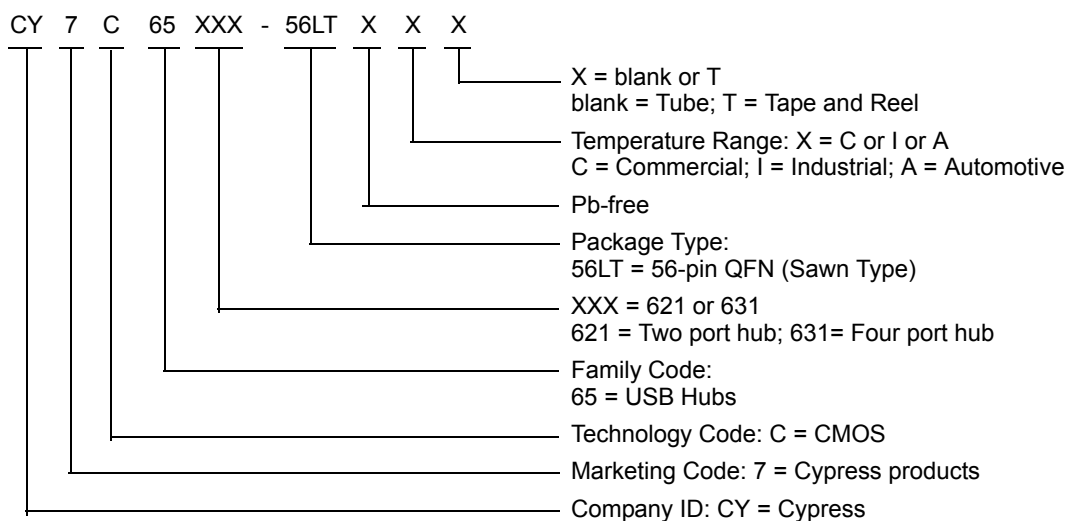 CY 7 C 65 XXX - 56LT X X X
X = blank or T
blank = Tube; T = Tape and Reel
Temperature Range: X = C or I or A
C = Commercial; I = Industrial; A = Automotive
Pb-free
Package Type:
56LT = 56-pin QFN (Sawn Type)
XXX = 621 or 631
621 = Two port hub; 631= Four port hub
Family Code:
65 = USB Hubs
Technology Code: C = CMOS
Marketing Code: 7 = Cypress products
Company ID: CY = Cypress